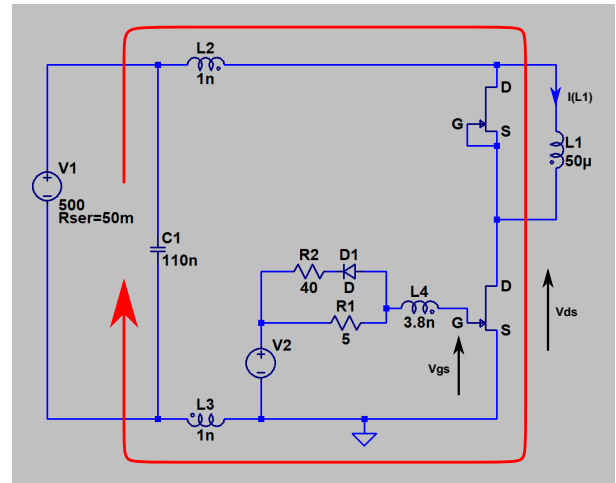 L2
1n
D
G
S
I(L1)
L1
50µ
V1
500
Rser=50m
C1
110n
R2
40
D1
D
R1
5
L4
3.8n
D
G
S
Vds
Vgs
V2
L3
1n